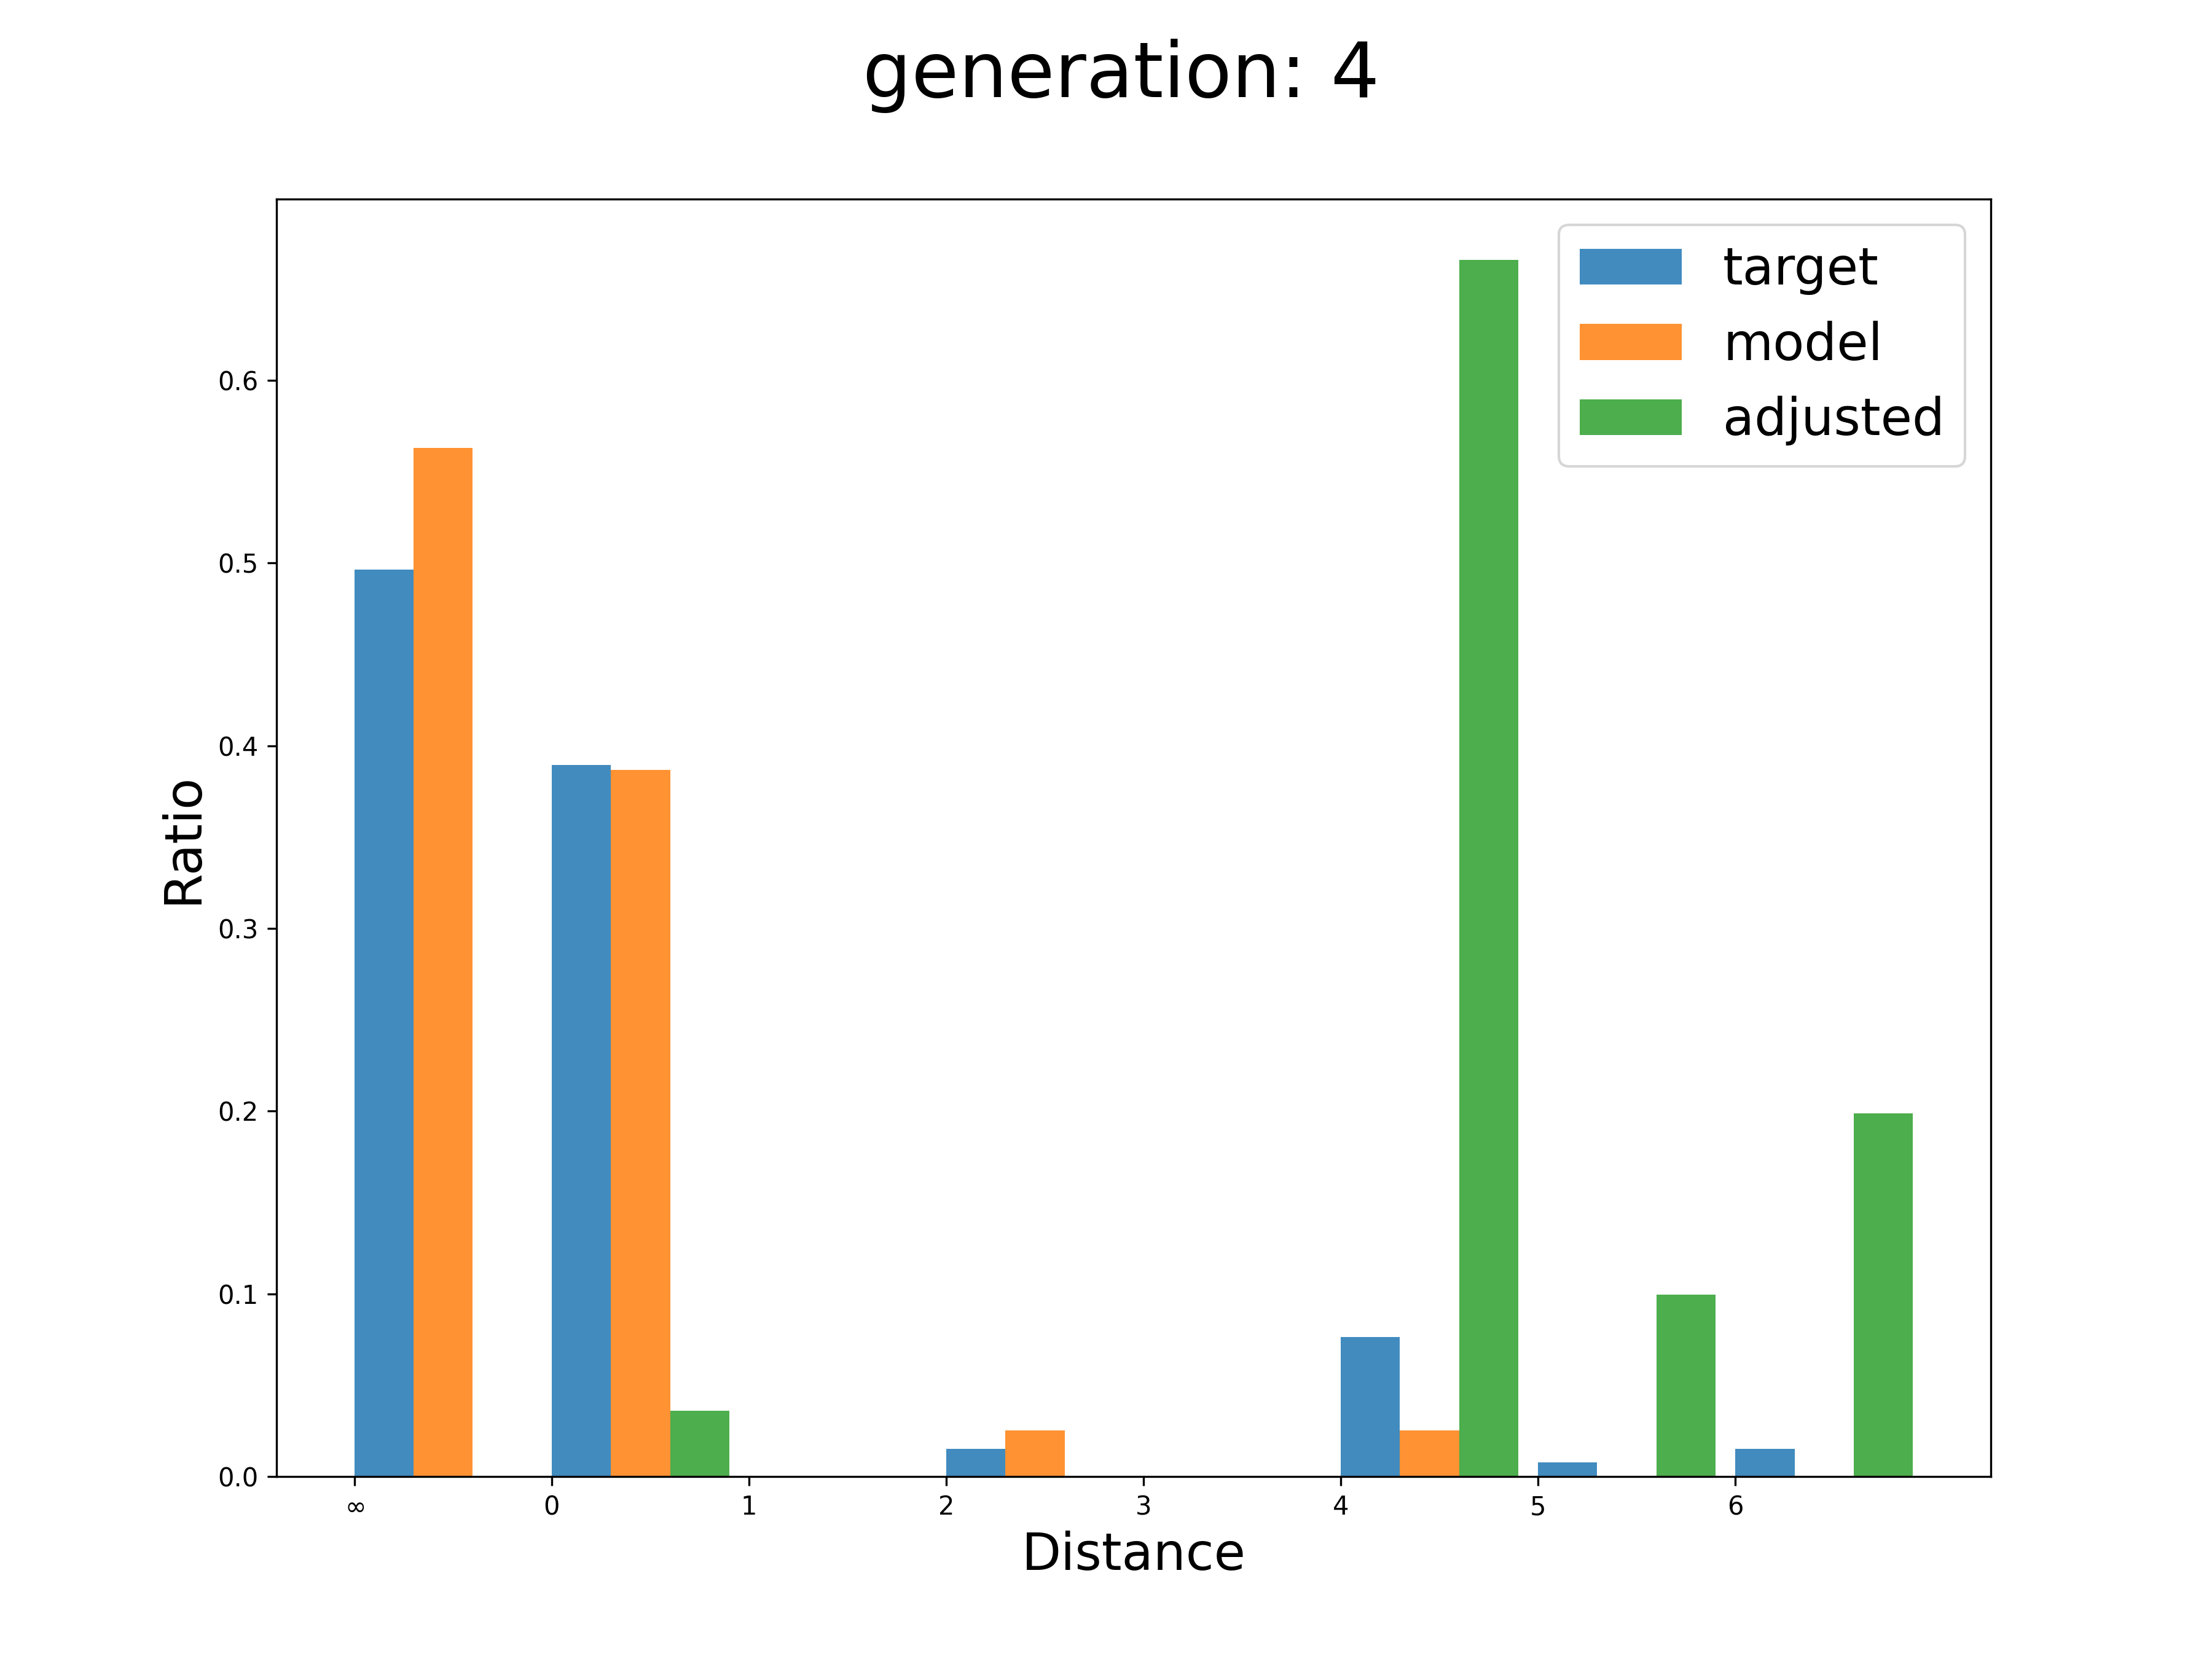 generation: 4
target
model
adjusted
0.6
0.5
0.4
0.3
0.2
0.1
0.0
Ratio
∞ 0 1 2 3 4 5 6
Distance